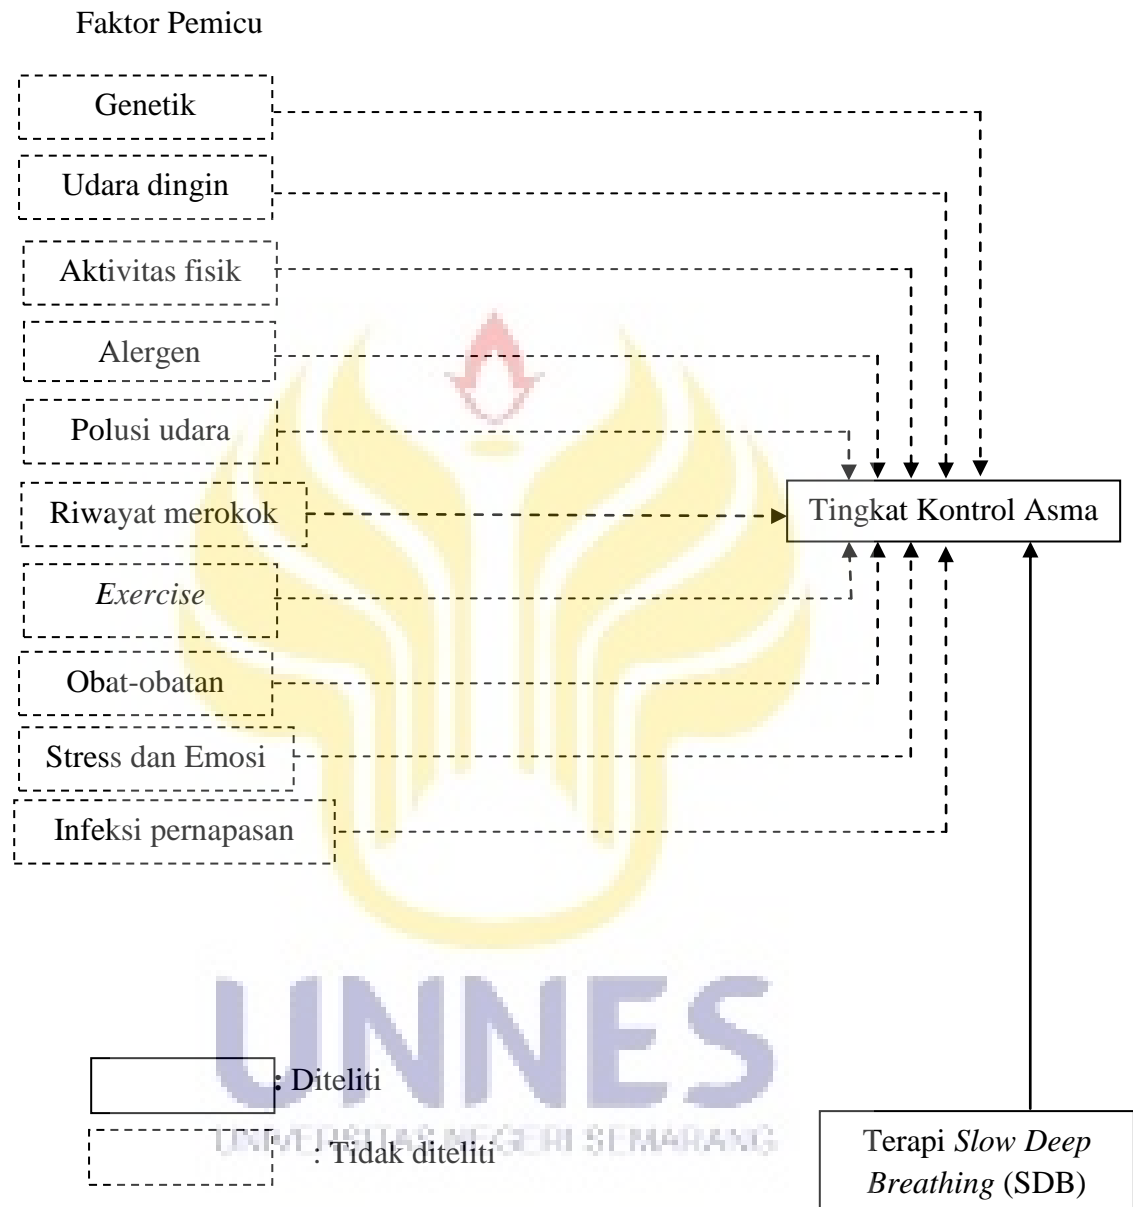 Faktor Pemicu
Genetik
Udara dingin
Aktivitas fisik
Alergen
Polusi udara
Riwayat merokok
Tingkat Kontrol Asma
Exercise
Obat-obatan
Stress dan Emosi
Infeksi pernapasan
UNNES
UNIVERSITAS NEGERI SEMARANG
: Diteliti
: Tidak diteliti
Terapi Slow Deep
Breathing (SDB)